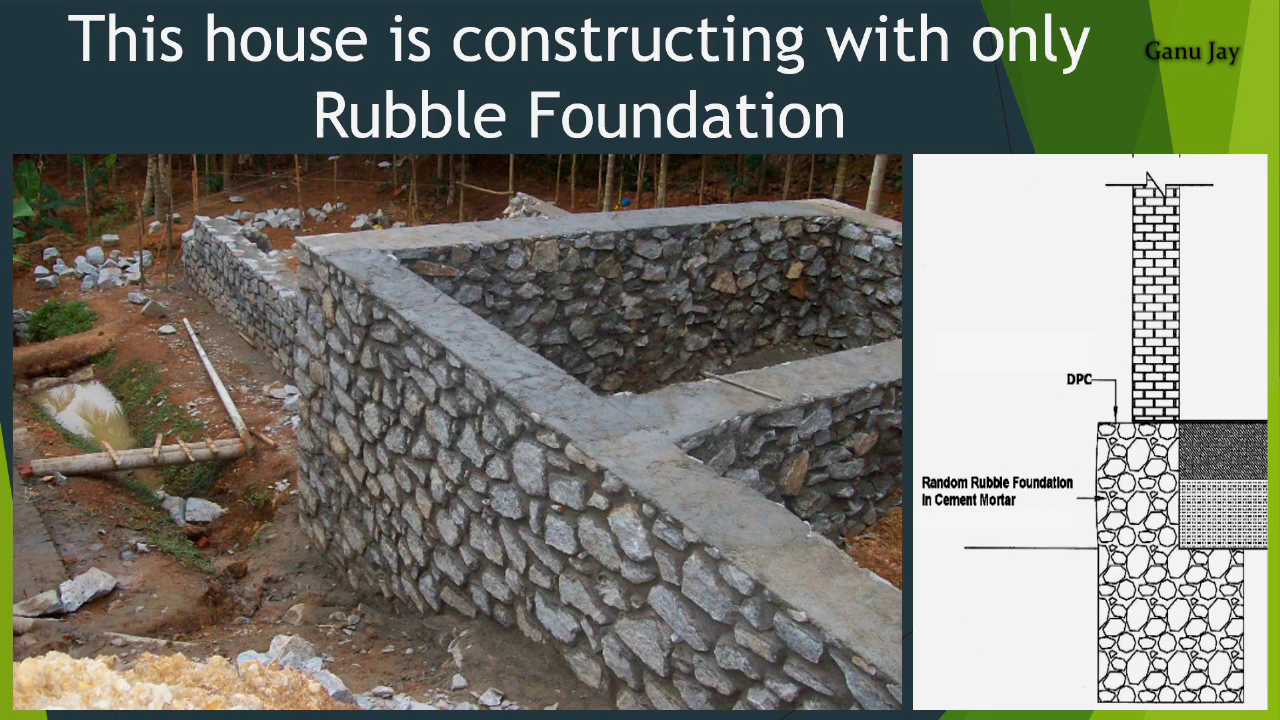 This house is constructing with only
Rubble Foundation
Ganu Jay
DPC
Random Rubble Foundation
in Cement Mortar